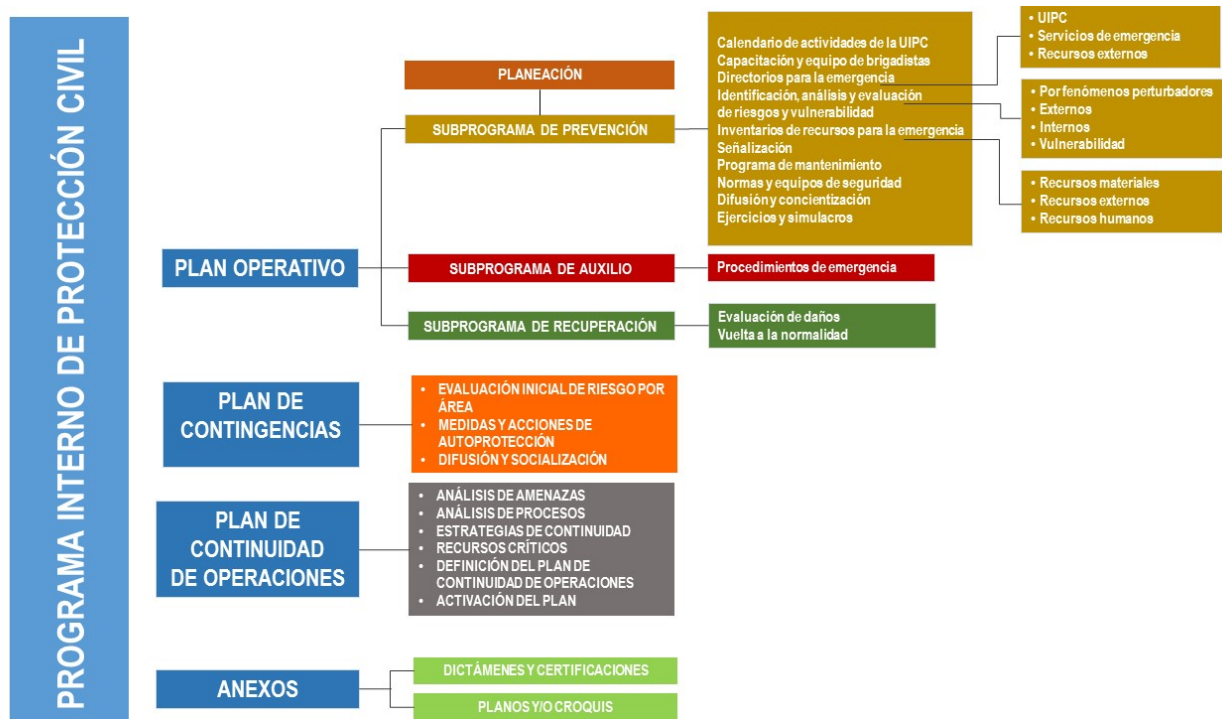 PROGRAMA INTERNO DE PROTECCIÓN CIVIL
PLAN OPERATIVO
PLANEACIÓN
SUBPROGRAMA DE PREVENCIÓN
Calendario de actividades de la UIPC
Capacitación y equipo de brigadistas
Directorios para la emergencia
Identificación, análisis y evaluación
de riesgos y vulnerabilidad
Inventarios de recursos para la emergencia
Señalización
Programa de mantenimiento
Normas y equipos de seguridad
Difusión y concientización
Ejercicios y simulacros
• UIPC
• Servicios de emergencia
• Recursos externos
• Por fenómenos perturbadores
• Externos
• Internos
• Vulnerabilidad
• Recursos materiales
• Recursos externos
• Recursos humanos
SUBPROGRAMA DE AUXILIO
Procedimientos de emergencia
SUBPROGRAMA DE RECUPERACIÓN
Evaluación de daños
Vuelta a la normalidad
PLAN DE
CONTINGENCIAS
• EVALUACIÓN INICIAL DE RIESGO POR
ÁREA
• MEDIDAS Y ACCIONES DE
AUTOPROTECCIÓN
• DIFUSIÓN Y SOCIALIZACIÓN
PLAN DE
CONTINUIDAD
DE OPERACIONES
• ANÁLISIS DE AMENAZAS
• ANÁLISIS DE PROCESOS
• ESTRATEGIAS DE CONTINUIDAD
• RECURSOS CRÍTICOS
• DEFINICIÓN DEL PLAN DE
CONTINUIDAD DE OPERACIONES
• ACTIVACIÓN DEL PLAN
ANEXOS
DICTÁMENES Y CERTIFICACIONES
PLANOS Y/O CROQUIS